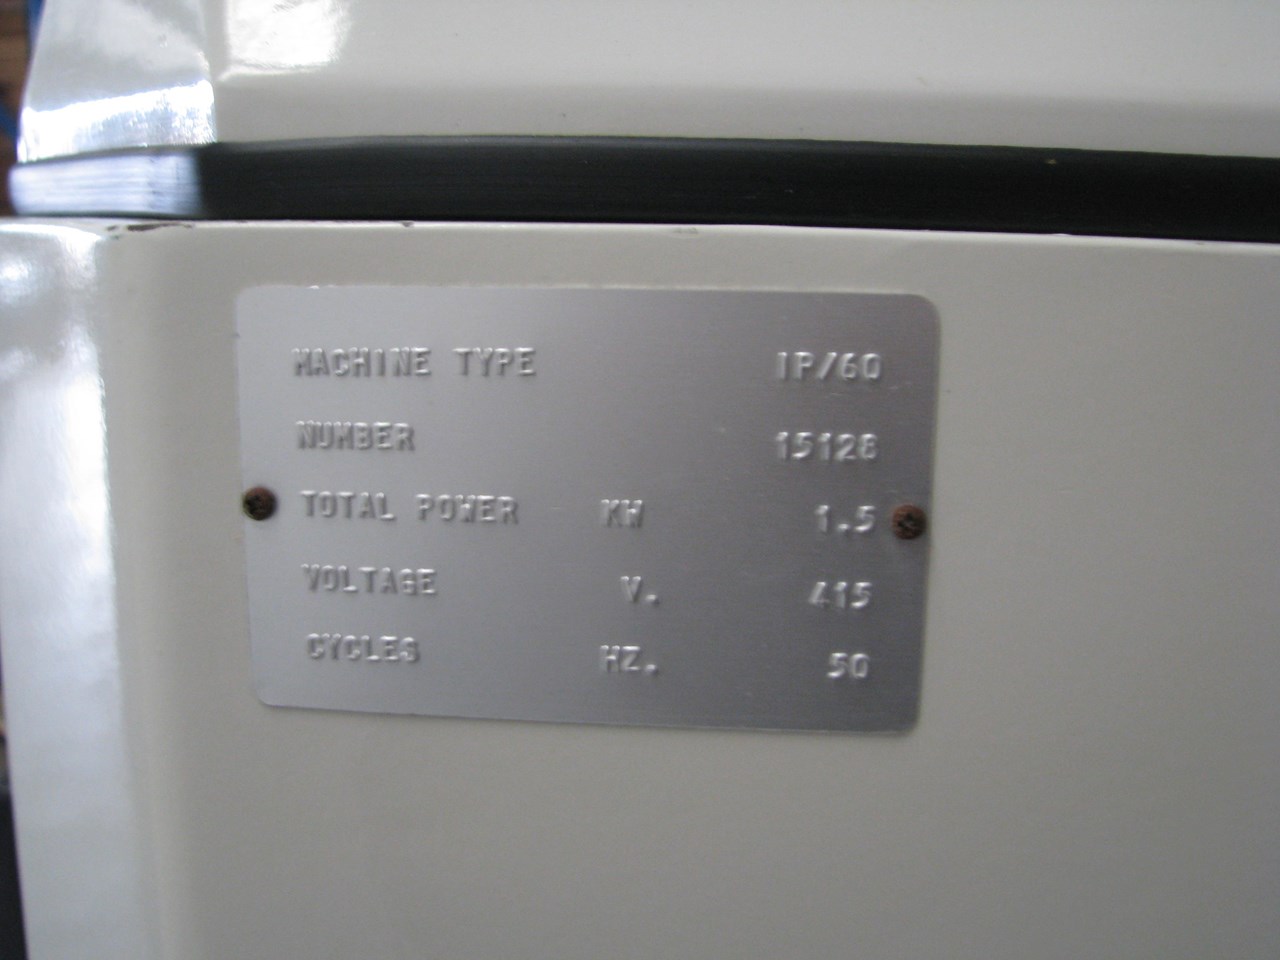 MACHINE TYPE IP/60
NUMBER 15128
TOTAL POWER KW 1.5
VOLTAGE V. 415
CYCLES HZ. 50